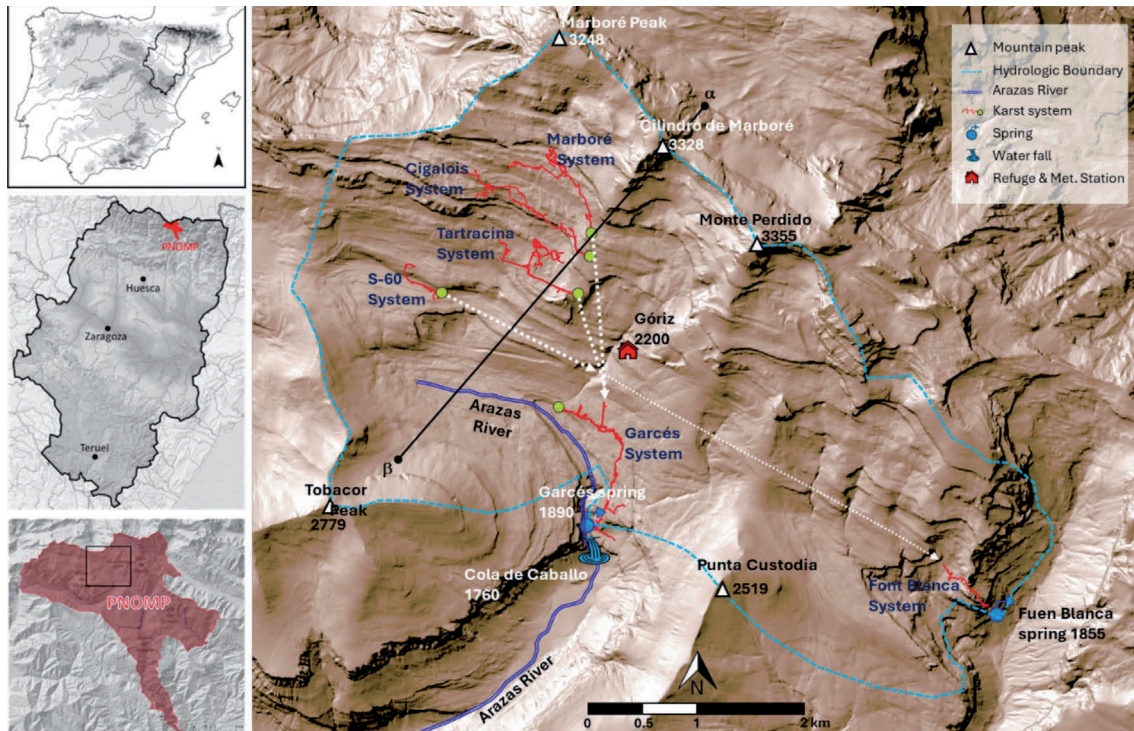 N
PNOMP
Huesca
Zaragoza
Teruel
PNOMP
Marboré Peak
3248
α
Cilindro de Marboré
3328
Marboré
System
Cigalois
System
Tartracina
System
S-60
System
Monte Perdido
3355
Góriz
2200
Arazas
River
Garcés
System
β
Tobacor
Peak
2779
Garcés spring
1890
Cola de Caballo
1760
Punta Custodia
2519
Font Blanca
System
Fuen Blanca
spring 1855
Arazas River
N
0 0.5 1 2 km
Mountain peak
Hydrologic Boundary
Arazas River
Karst system
Spring
Water fall
Refuge & Met. Station